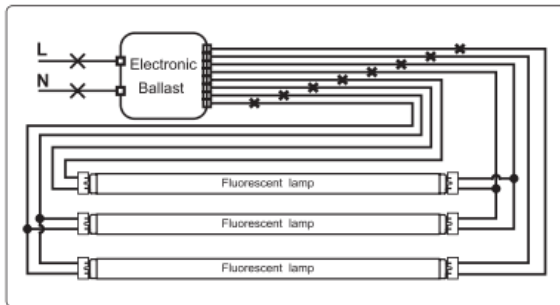 L
N
Electronic
Ballast
Fluorescent lamp
Fluorescent lamp
Fluorescent lamp